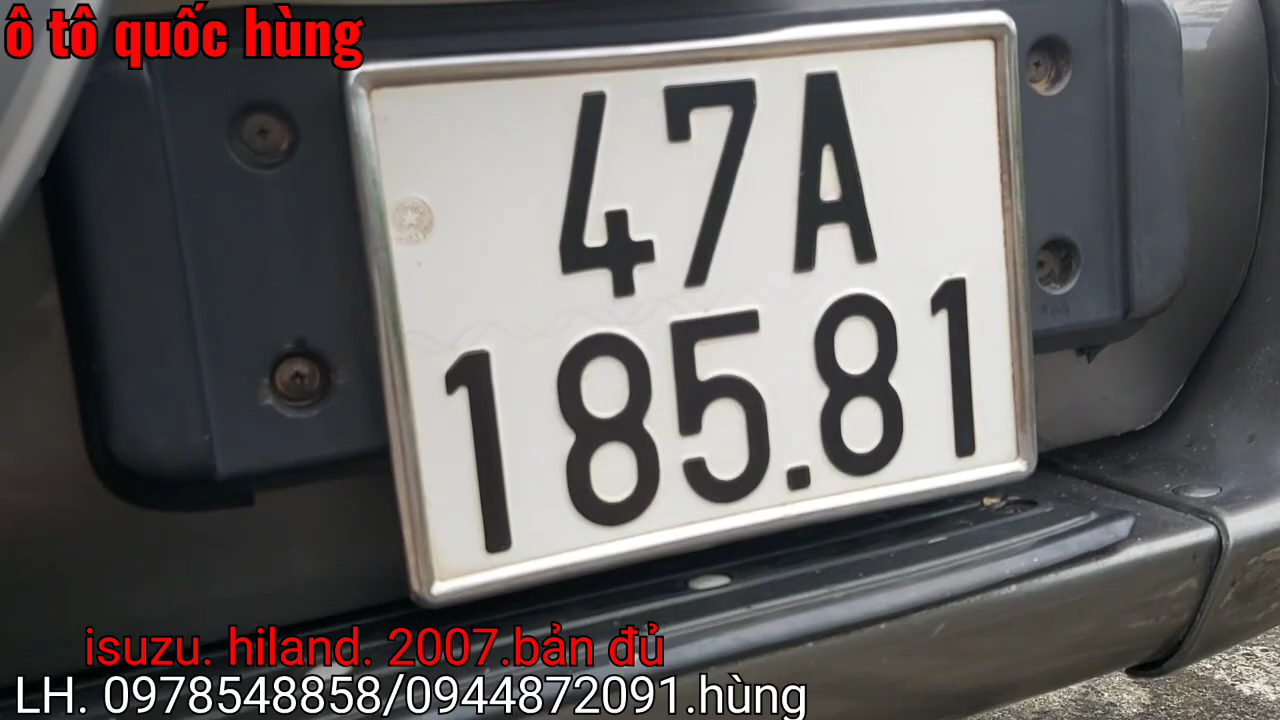 ô tô quốc hùng
47A
185.81
isuzu. hiland. 2007.bản đủ
LH. 0978548858/0944872091.hùng